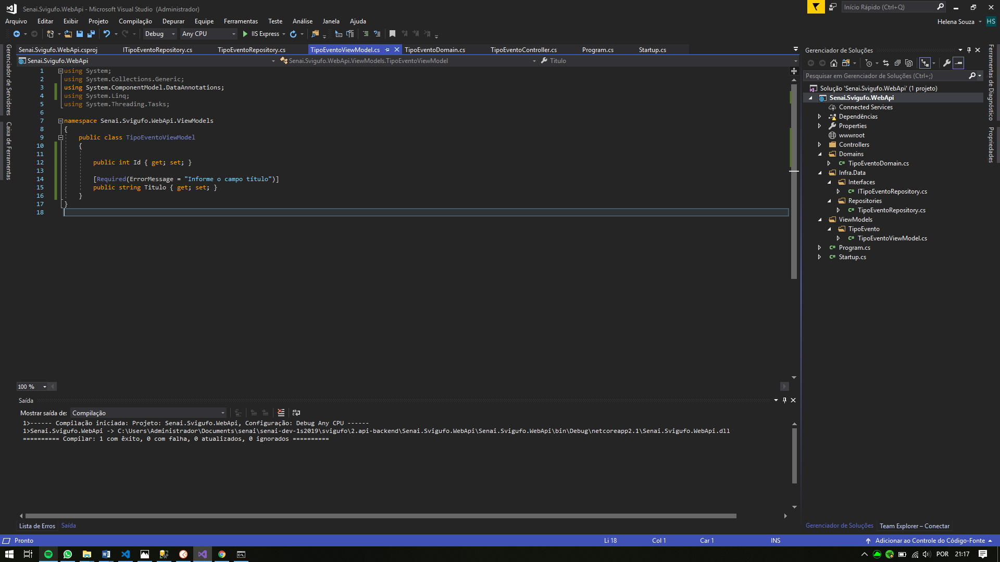 Senai.Svigufo.WebApi - Microsoft Visual Studio (Administrador)
Início Rápido (Ctrl+Q)
Arquivo Editar Exibir Projeto Compilação Depurar Equipe Ferramentas Teste Análise Janela Ajuda
Helena Souza HS
Debug Any CPU IIS Express
Gerenciador de Servidores
Caixa de Ferramentas
Senai.Svigufo.WebApi.csproj ITipoEventoRepository.cs TipoEventoRepository.cs TipoEventoViewModel.cs TipoEventoDomain.cs TipoEventoController.cs Program.cs Startup.cs
Senai.Svigufo.WebApi Senai.Svigufo.WebApi.ViewModels.TipoEventoViewModel Titulo
1 using System;
2 using System.Collections.Generic;
3 using System.ComponentModel.DataAnnotations;
4 using System.Linq;
5 using System.Threading.Tasks;
6
7 namespace Senai.Svigufo.WebApi.ViewModels
8 {
9 public class TipoEventoViewModel
10 {
11
12 public int Id { get; set; }
13
14 [Required(ErrorMessage = "Informe o campo título")]
15 public string Titulo { get; set; }
16 }
17 }
18
100 %
Saída
Mostrar saída de: Compilação
1>------ Compilação iniciada: Projeto: Senai.Svigufo.WebApi, Configuração: Debug Any CPU ------
1>Senai.Svigufo.WebApi -> C:\Users\Administrador\Documents\senai\senai-dev-1s2019\svigufo\2.api-backend\Senai.Svigufo.WebApi\Senai.Svigufo.WebApi\bin\Debug\netcoreapp2.1\Senai.Svigufo.WebApi.dll
========== Compilar: 1 com êxito, 0 com falha, 0 atualizados, 0 ignorados ==========
Lista de Erros Saída
Gerenciador de Soluções
Pesquisar em Gerenciador de Soluções (Ctrl+;)
Solução 'Senai.Svigufo.WebApi' (1 projeto)
Senai.Svigufo.WebApi
Connected Services
Dependências
Properties
wwwroot
Controllers
Domains
C# TipoEventoDomain.cs
Infra.Data
Interfaces
C# ITipoEventoRepository.cs
Repositories
C# TipoEventoRepository.cs
ViewModels
TipoEvento
C# TipoEventoViewModel.cs
C# Program.cs
C# Startup.cs
Gerenciador de Soluções Team Explorer – Conectar
Ferramentas de Diagnóstico
Propriedades
Pronto Li 18 Col 1 Car 1 INS Adicionar ao Controle do Código-Fonte
POR 21:17